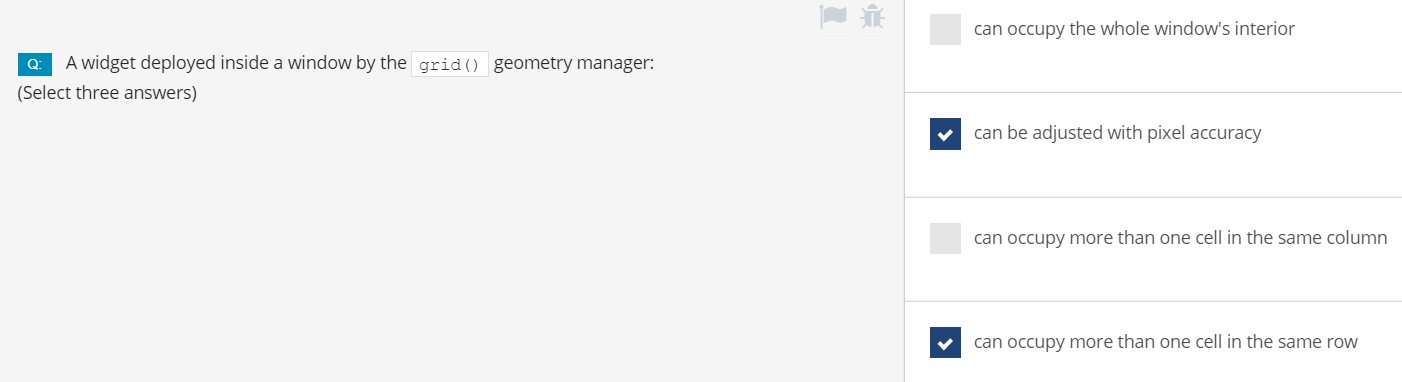 Q: A widget deployed inside a window by the grid() geometry manager:
(Select three answers)
can occupy the whole window's interior
can be adjusted with pixel accuracy
can occupy more than one cell in the same column
can occupy more than one cell in the same row